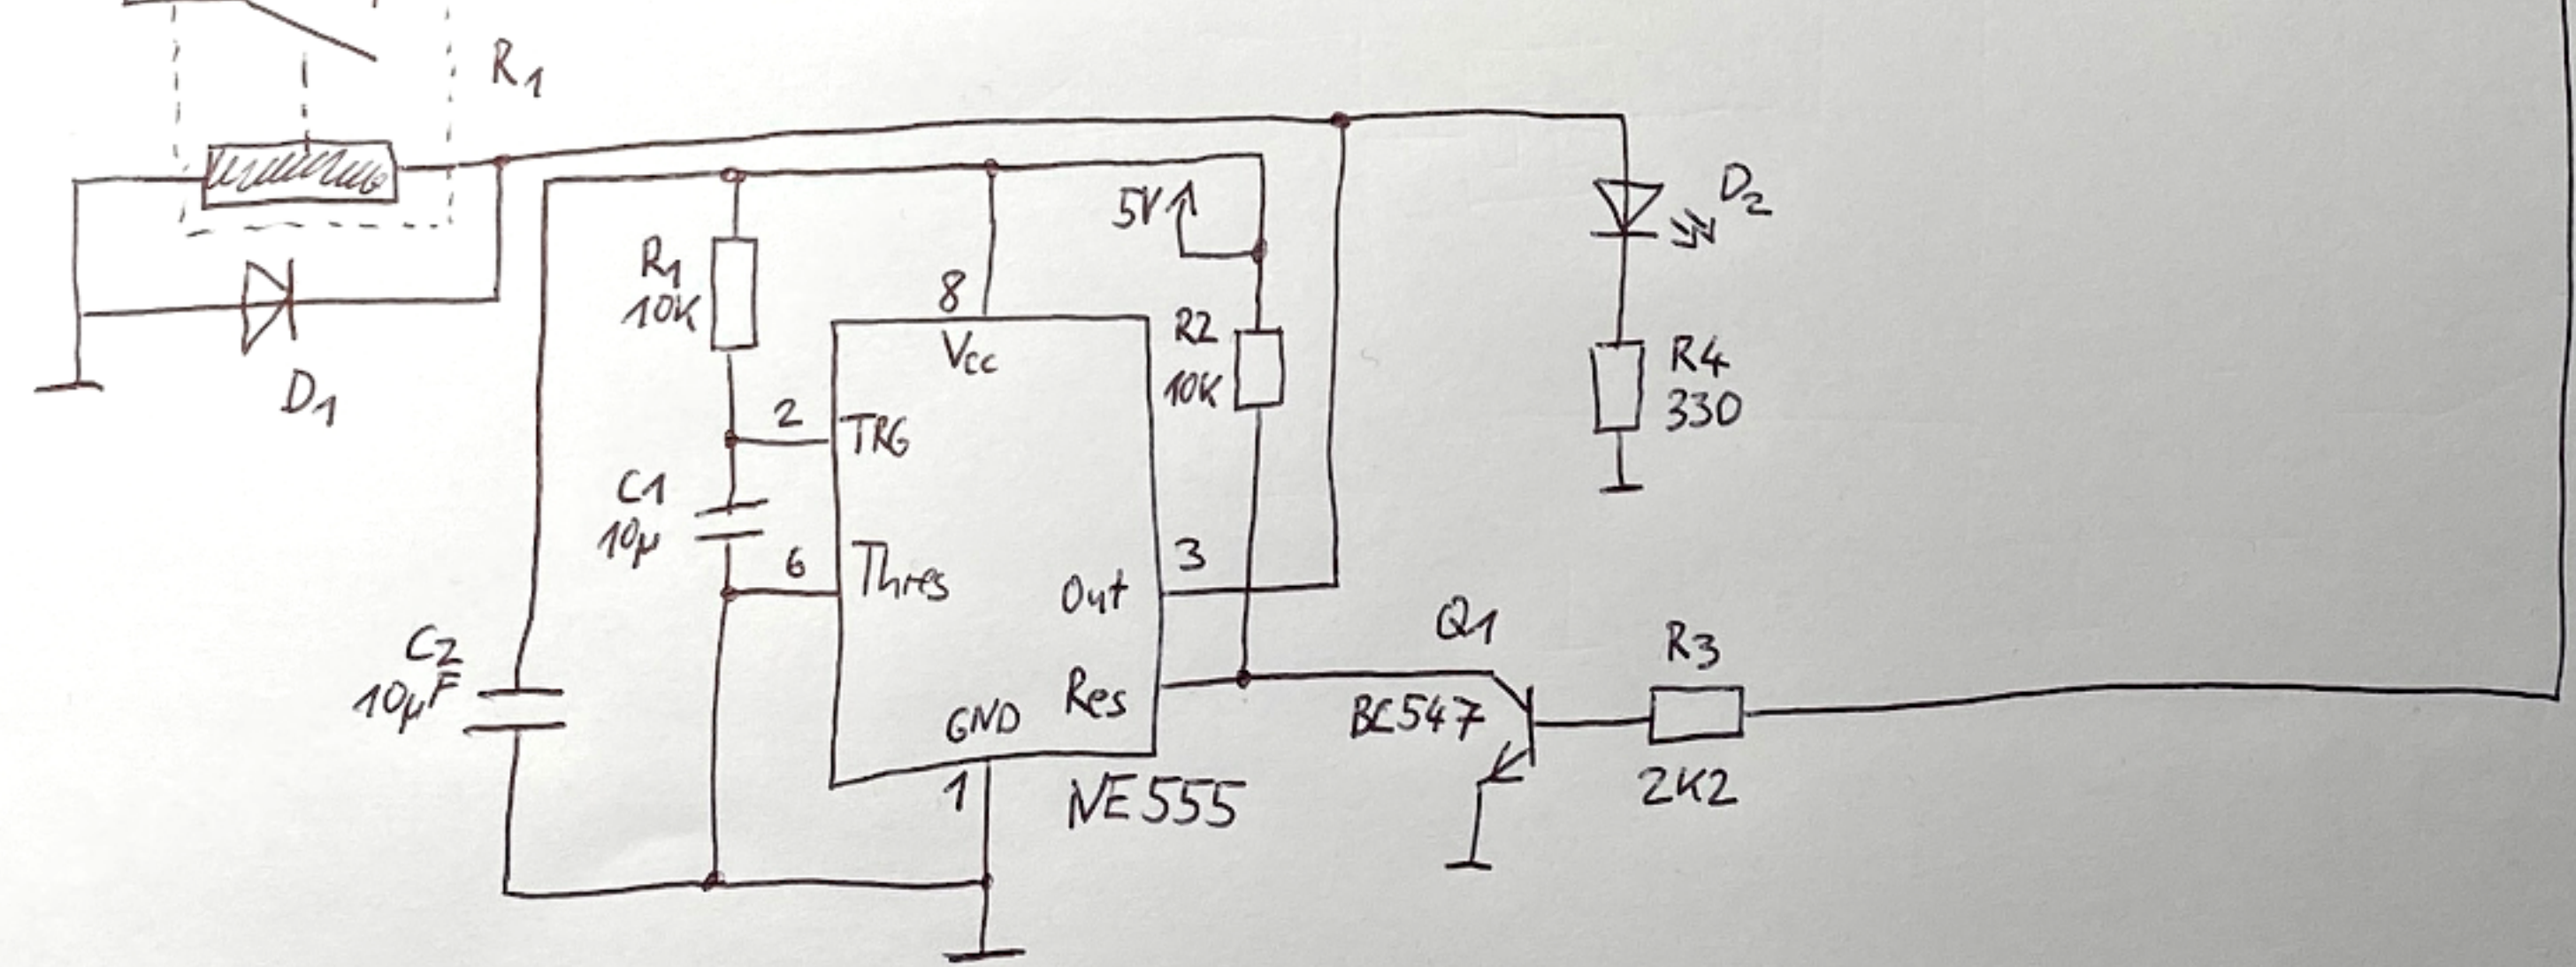 R1
5V
D2
R1
10K
8
Vcc
R2
10K
R4
330
D1
2
TRG
C1
10μ
6
Thres
3
Out
Q1
R3
C2
10μF
Res
BC547
GND
1
NE555
2K2